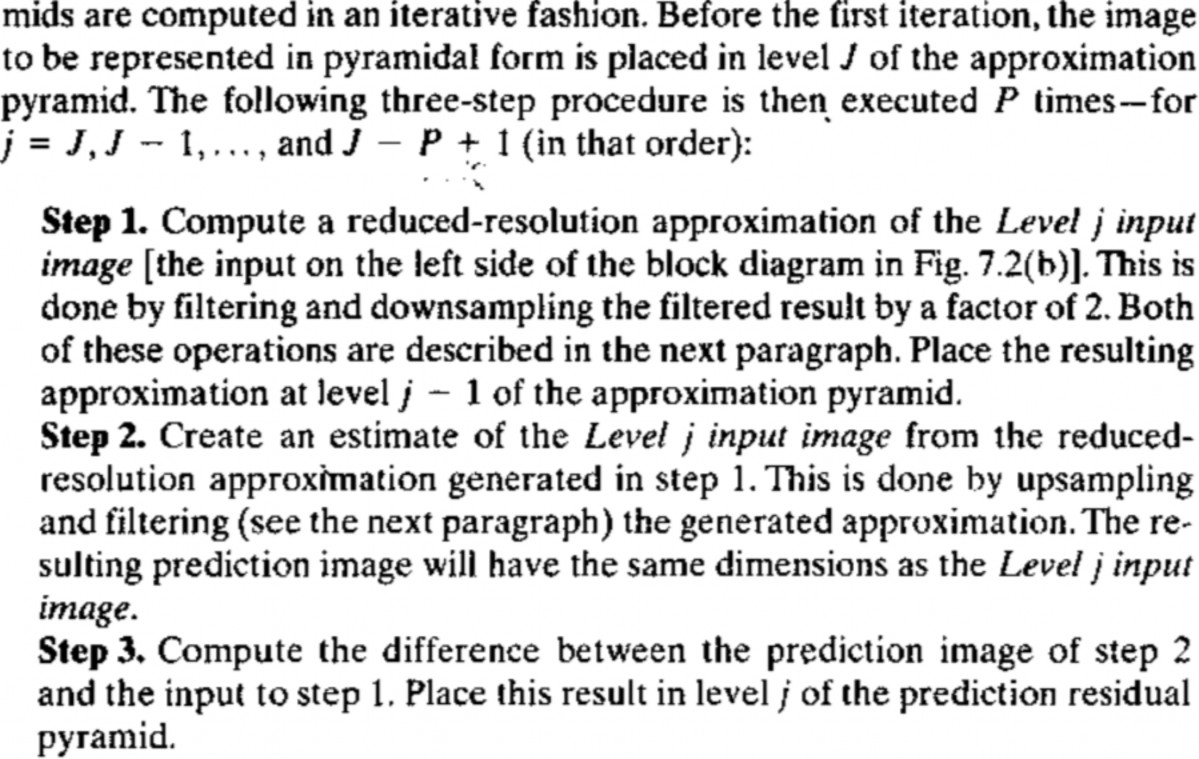 mids are computed in an iterative fashion. Before the first iteration, the image
to be represented in pyramidal form is placed in level J of the approximation
pyramid. The following three-step procedure is then executed P times—for
j = J, J − 1, ..., and J − P + 1 (in that order):
Step 1. Compute a reduced-resolution approximation of the Level j input
image [the input on the left side of the block diagram in Fig. 7.2(b)]. This is
done by filtering and downsampling the filtered result by a factor of 2. Both
of these operations are described in the next paragraph. Place the resulting
approximation at level j − 1 of the approximation pyramid.
Step 2. Create an estimate of the Level j input image from the reduced-
resolution approximation generated in step 1. This is done by upsampling
and filtering (see the next paragraph) the generated approximation. The re-
sulting prediction image will have the same dimensions as the Level j input
image.
Step 3. Compute the difference between the prediction image of step 2
and the input to step 1. Place this result in level j of the prediction residual
pyramid.